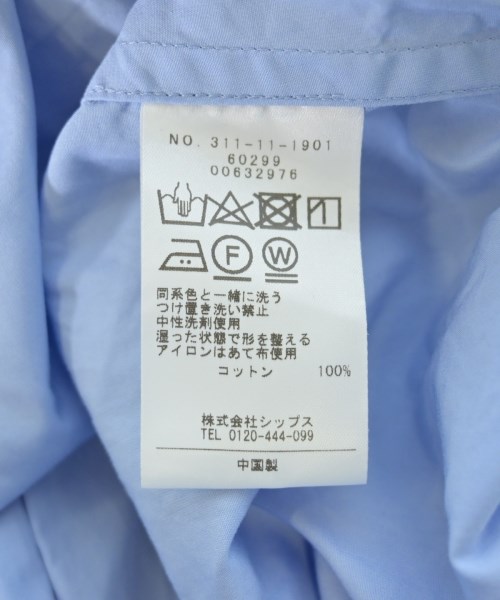 NO. 311-11-1901
60299
00632976
F W
同系色と一緒に洗う
つけ置き洗い禁止
中性洗剤使用
湿った状態で形を整える
アイロンはあて布使用
コットン 100%
株式会社シップス
TEL 0120-444-099
中国製